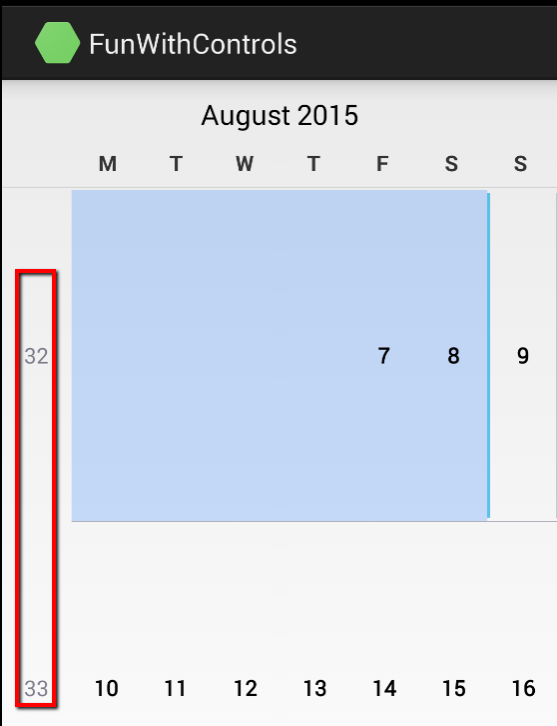 FunWithControls
August 2015
M T W T F S S
32 7 8 9
33 10 11 12 13 14 15 16